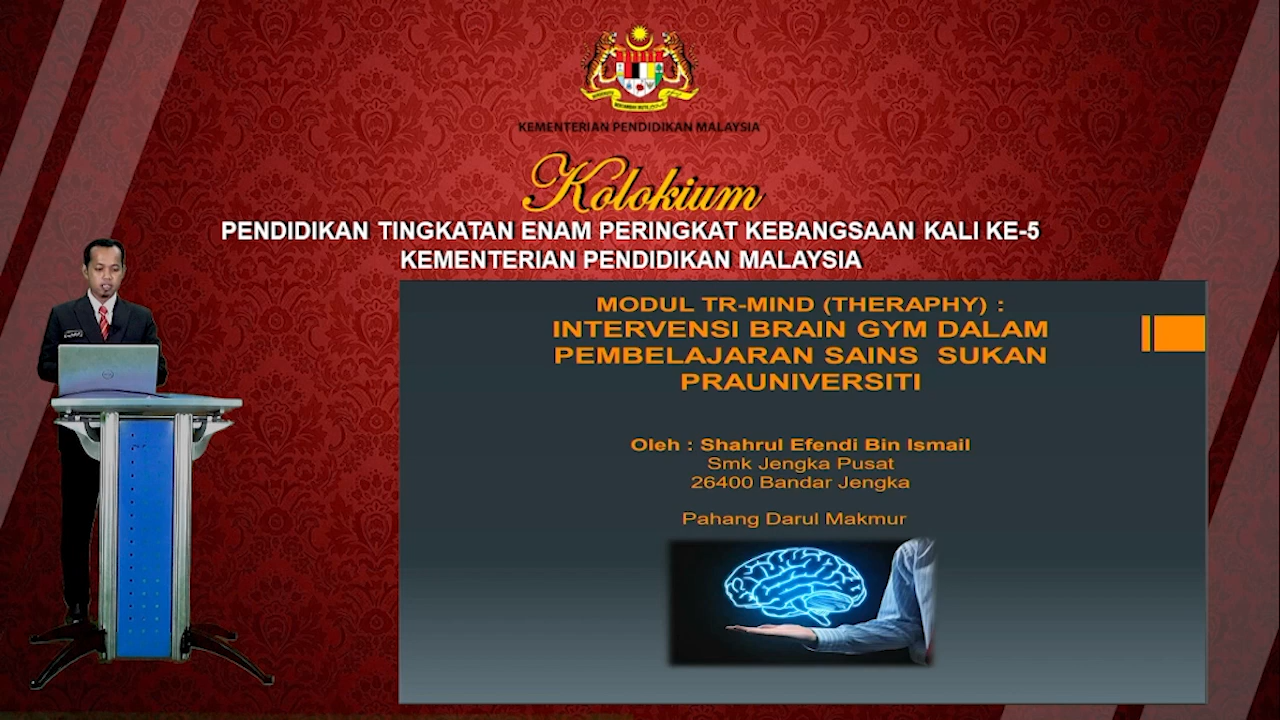 KEMENTERIAN PENDIDIKAN MALAYSIA
Kolokium
PENDIDIKAN TINGKATAN ENAM PERINGKAT KEBANGSAAN KALI KE-5
KEMENTERIAN PENDIDIKAN MALAYSIA
MODUL TR-MIND (THERAPHY) :
INTERVENSI BRAIN GYM DALAM
PEMBELAJARAN SAINS SUKAN
PRAUNIVERSITI
Oleh : Shahrul Efendi Bin Ismail
Smk Jengka Pusat
26400 Bandar Jengka
Pahang Darul Makmur